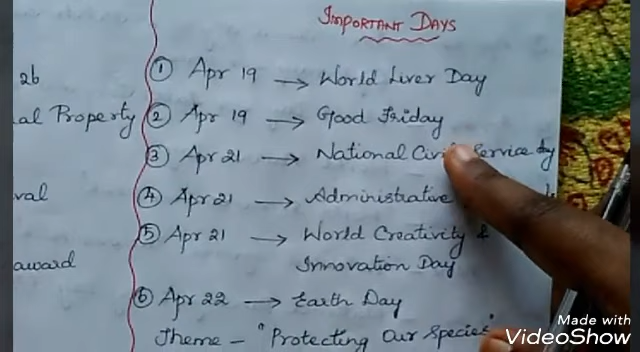 IMPORTANT DAYS
26
① Apr 19 → World Liver Day
al Property
② Apr 19 → Good Friday
③ Apr 21 → National Service
val
④ Apr 21 → Administrative
⑤ Apr 21 → World Creativity &
Innovation Day
award
⑥ Apr 22 → Earth Day
Theme - "Protecting Our Species"
Made with
VideoShow